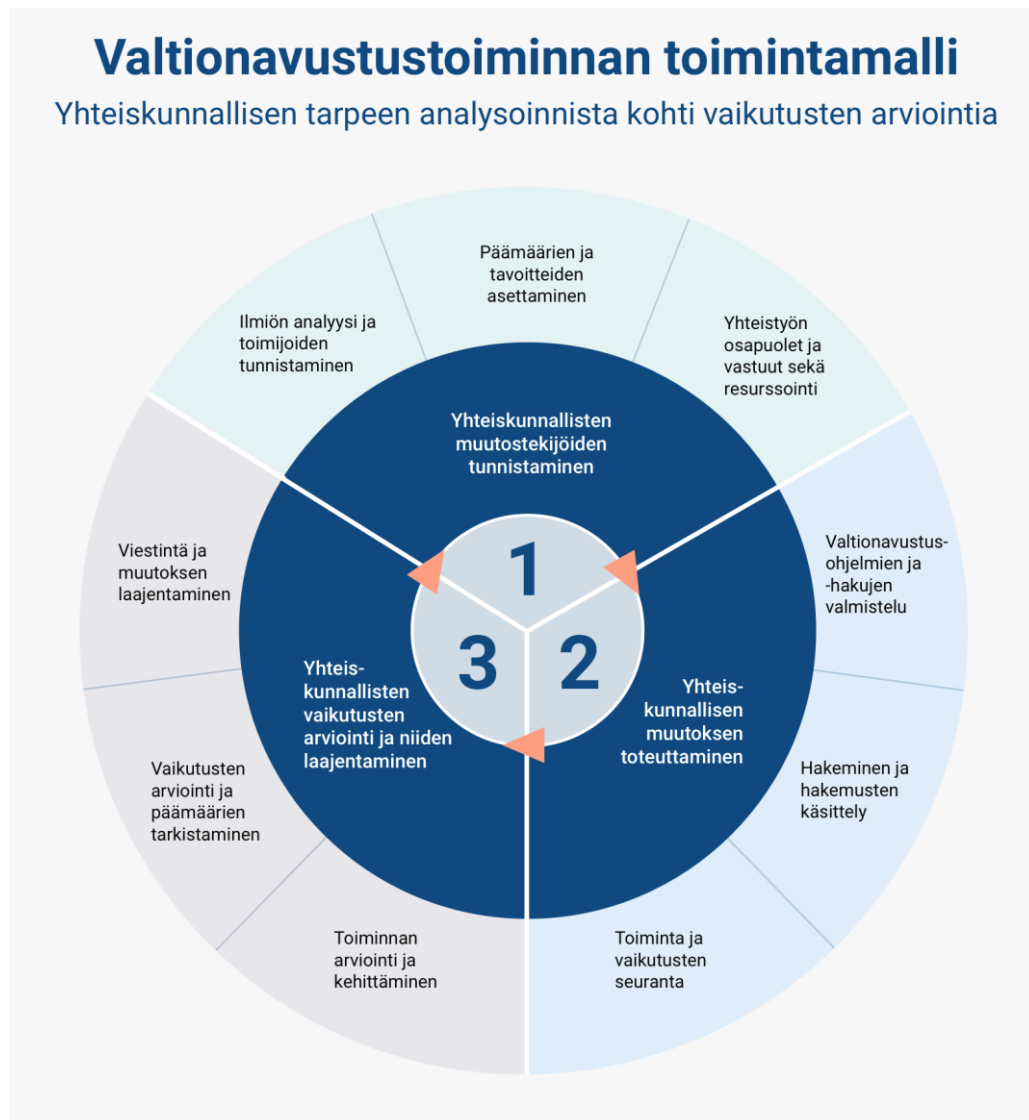 Valtionavustustoiminnan toimintamalli
Yhteiskunnallisen tarpeen analysoinnista kohti vaikutusten arviointia
Ilmiön analyysi ja
toimijoiden
tunnistaminen
Päämäärien ja
tavoitteiden
asettaminen
Yhteistyön
osapuolet ja
vastuut sekä
resurssointi
Yhteiskunnallisten
muutostekijöiden
tunnistaminen
1
Valtionavustus-
ohjelmien ja
-hakujen
valmistelu
Hakeminen ja
hakemusten
käsittely
Toiminta ja
vaikutusten
seuranta
2
Yhteis-
kunnallisen
muutoksen
toteuttaminen
3
Yhteis-
kunnallisten
vaikutusten
arviointi ja niiden
laajentaminen
Toiminnan
arviointi ja
kehittäminen
Vaikutusten
arviointi ja
päämäärien
tarkistaminen
Viestintä ja
muutoksen
laajentaminen